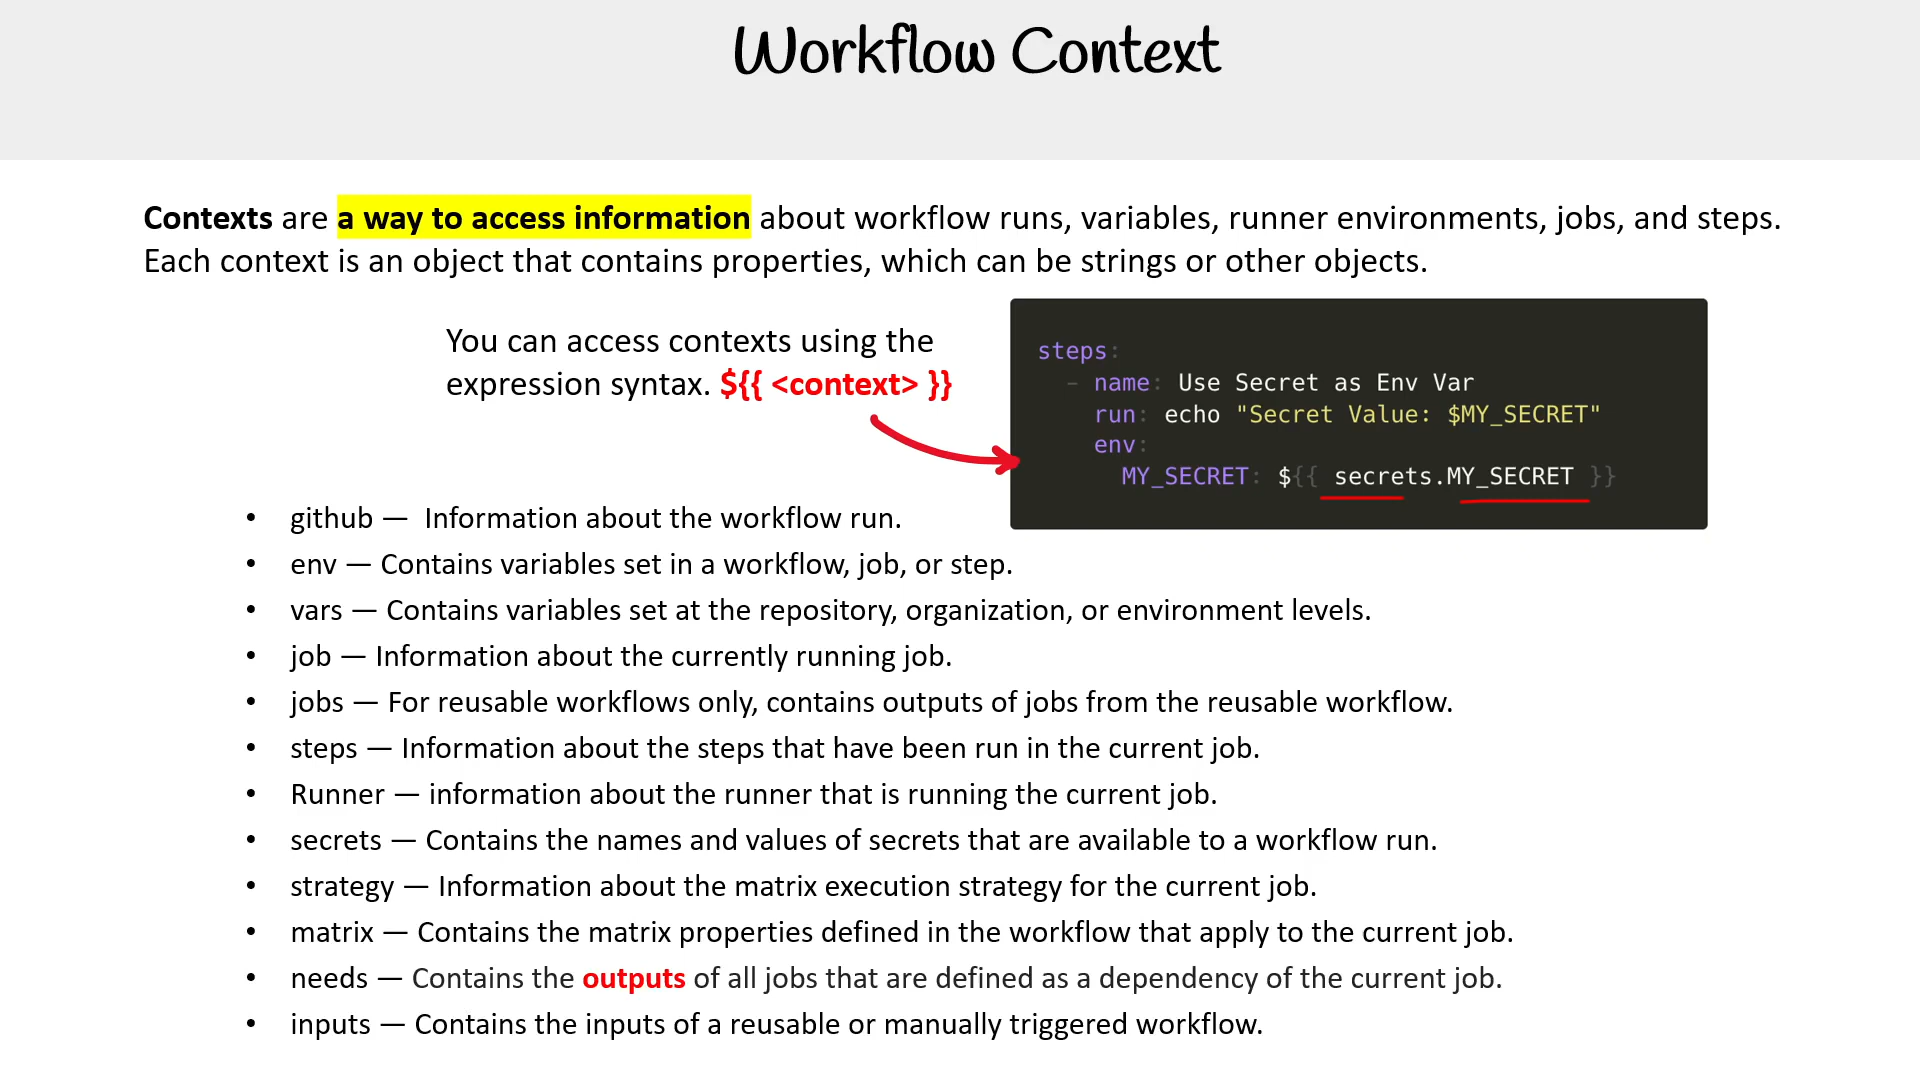 Workflow Context
Contexts are a way to access information about workflow runs, variables, runner environments, jobs, and steps.
Each context is an object that contains properties, which can be strings or other objects.
You can access contexts using the
expression syntax. ${{ <context> }}
steps:
- name: Use Secret as Env Var
run: echo "Secret Value: $MY_SECRET"
env:
MY_SECRET: ${{ secrets.MY_SECRET }}
• github — Information about the workflow run.
• env — Contains variables set in a workflow, job, or step.
• vars — Contains variables set at the repository, organization, or environment levels.
• job — Information about the currently running job.
• jobs — For reusable workflows only, contains outputs of jobs from the reusable workflow.
• steps — Information about the steps that have been run in the current job.
• Runner — information about the runner that is running the current job.
• secrets — Contains the names and values of secrets that are available to a workflow run.
• strategy — Information about the matrix execution strategy for the current job.
• matrix — Contains the matrix properties defined in the workflow that apply to the current job.
• needs — Contains the outputs of all jobs that are defined as a dependency of the current job.
• inputs — Contains the inputs of a reusable or manually triggered workflow.